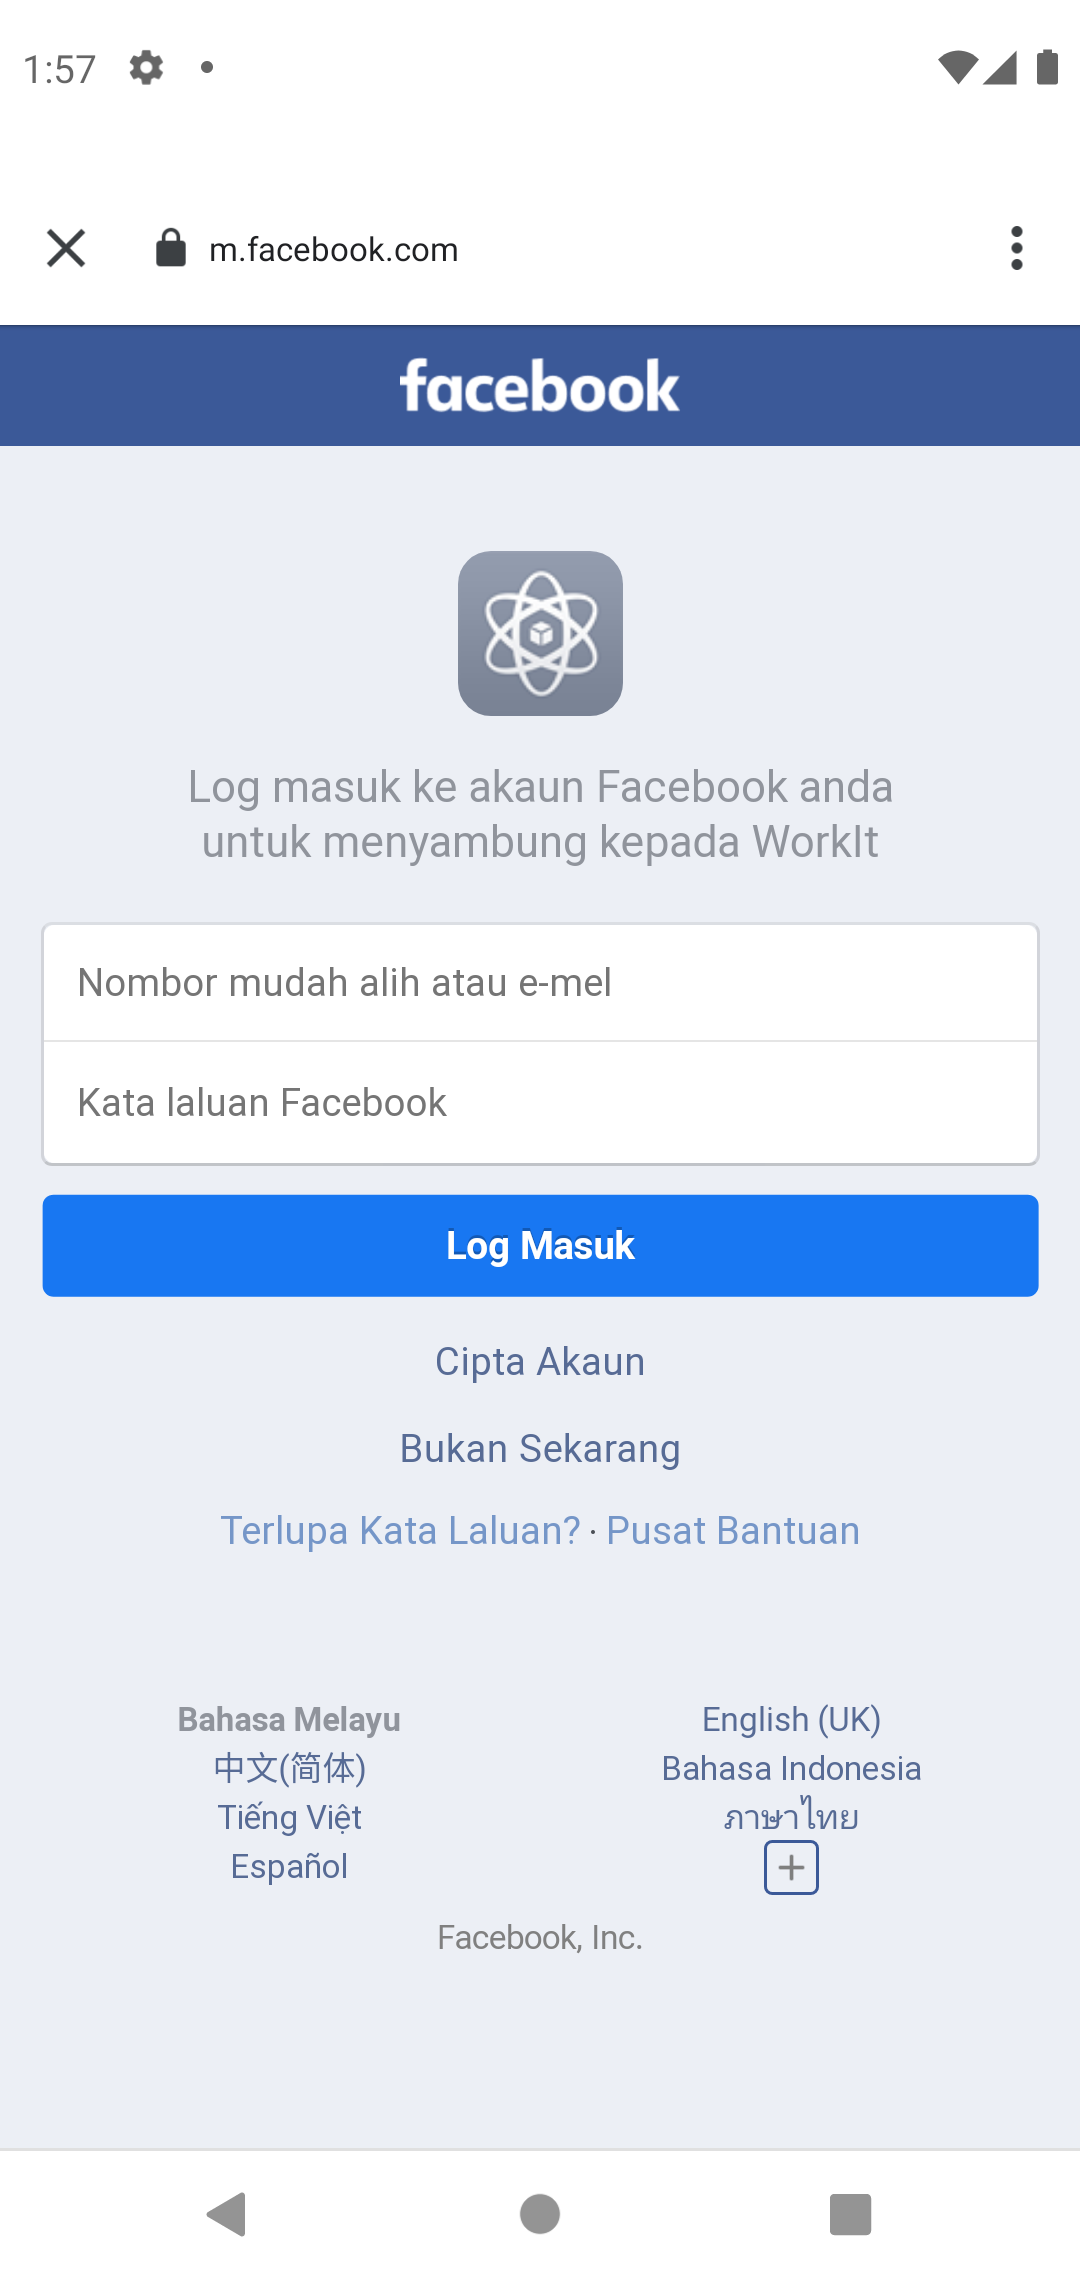 1:57
m.facebook.com
facebook
Log masuk ke akaun Facebook anda
untuk menyambung kepada WorkIt
Nombor mudah alih atau e-mel
Kata laluan Facebook
Log Masuk
Cipta Akaun
Bukan Sekarang
Terlupa Kata Laluan? · Pusat Bantuan
Bahasa Melayu
中文(简体)
Tiếng Việt
Español
English (UK)
Bahasa Indonesia
ภาษาไทย
Facebook, Inc.